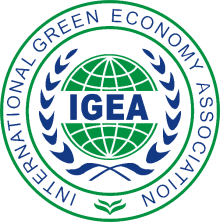 INTERNATIONAL GREEN ECONOMY ASSOCIATION
IGEA